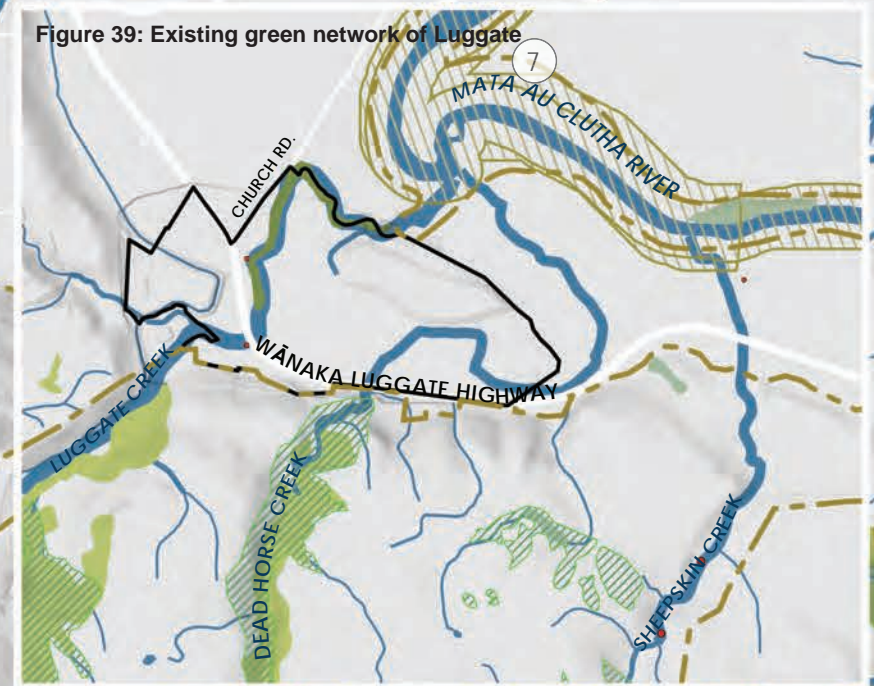 Figure 39: Existing green network of Luggate
7
MATA AU CLUTHA RIVER
CHURCH RD.
WĀNAKA LUGGATE HIGHWAY
LUGGATE CREEK
DEAD HORSE CREEK
SHEEPSKIN CREEK